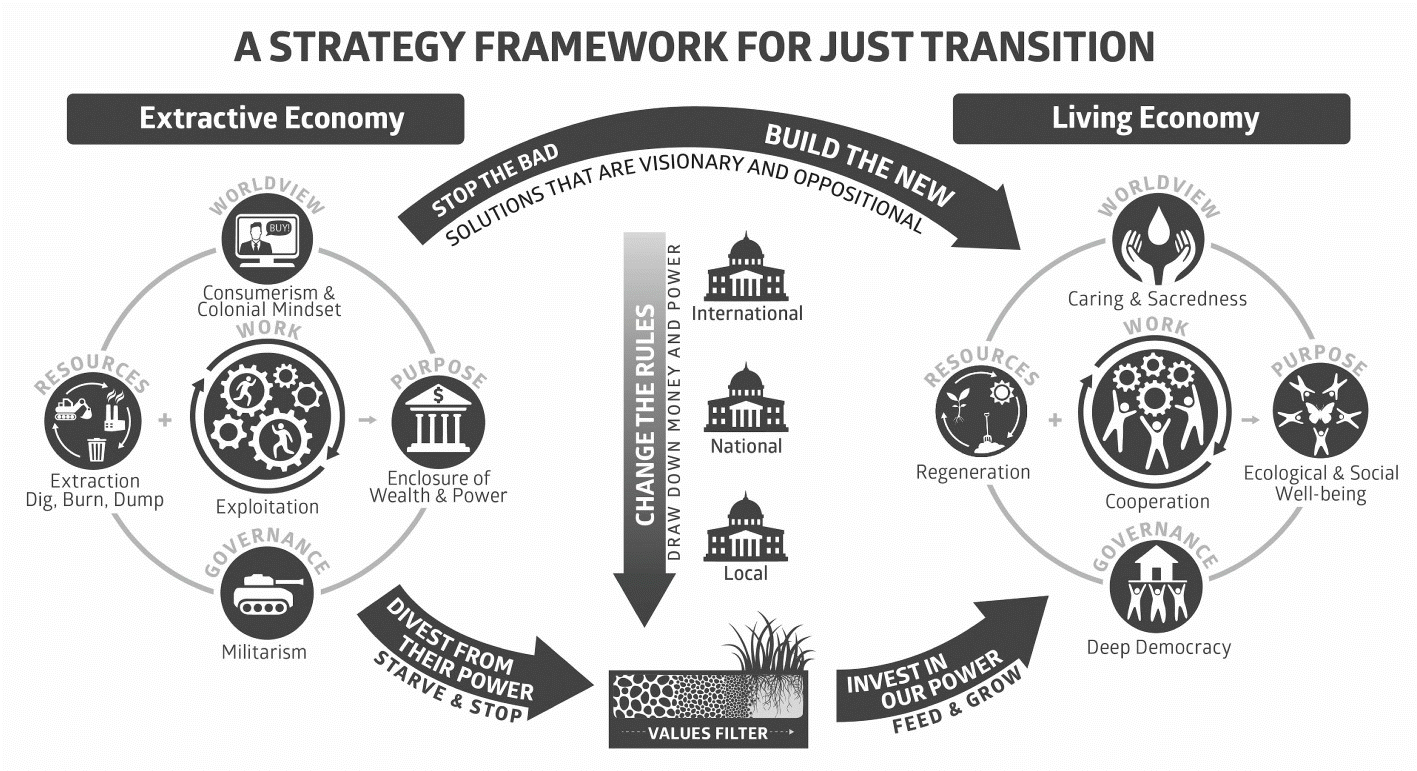 A STRATEGY FRAMEWORK FOR JUST TRANSITION
Extractive Economy
Living Economy
STOP THE BAD
BUILD THE NEW
SOLUTIONS THAT ARE VISIONARY AND OPPOSITIONAL
WORLDVIEW
BUY!
Consumerism &
Colonial Mindset
WORK
Exploitation
RESOURCES
Extraction
Dig, Burn, Dump
+
PURPOSE
$
Enclosure of
Wealth & Power
GOVERNANCE
Militarism
CHANGE THE RULES
DRAW DOWN MONEY AND POWER
International
National
Local
WORLDVIEW
Caring & Sacredness
WORK
Cooperation
RESOURCES
Regeneration
+
PURPOSE
Ecological & Social
Well-being
GOVERNANCE
Deep Democracy
DIVEST FROM
THEIR POWER
STARVE & STOP
VALUES FILTER
INVEST IN
OUR POWER
FEED & GROW